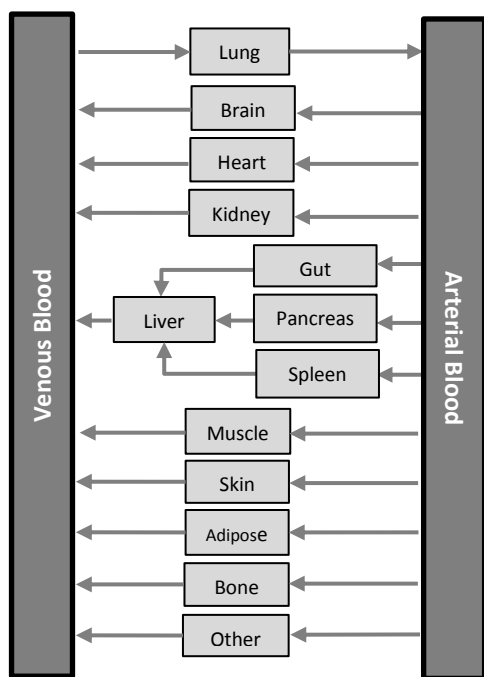 Lung
Brain
Heart
Kidney
Gut
Liver
Pancreas
Spleen
Muscle
Skin
Adipose
Bone
Other
Venous Blood
Arterial Blood